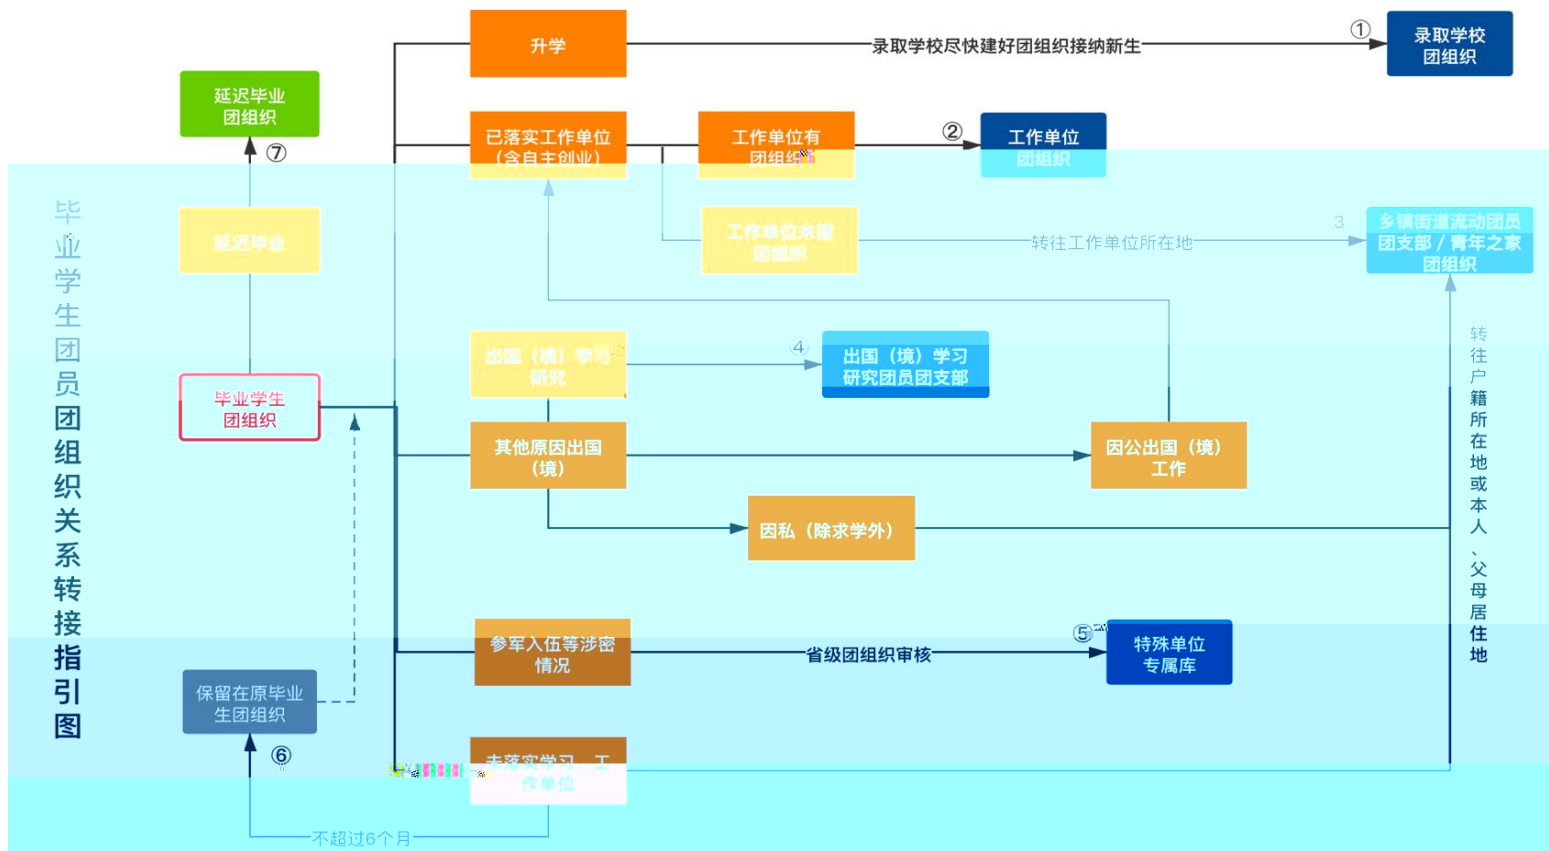 毕业学生团员团组织关系转接指引图
升学
录取学校尽快建好团组织接纳新生
①
录取学校
团组织
延迟毕业
团组织
⑦
已落实工作单位
（含自主创业）
工作单位有
团组织
②
工作单位
团组织
延迟毕业
工作单位未建
团组织
转往工作单位所在地
3
乡镇街道流动团员
团支部／青年之家
团组织
出国（境）学习
研究
④
出国（境）学习
研究团员团支部
转往户籍所在地或本人、父母居住地
毕业学生
团组织
其他原因出国
（境）
因公出国（境）
工作
因私（除求学外）
参军入伍等涉密
情况
省级团组织审核
⑤
特殊单位
专属库
保留在原毕业
生团组织
⑥
未落实学习、工
作单位
不超过6个月